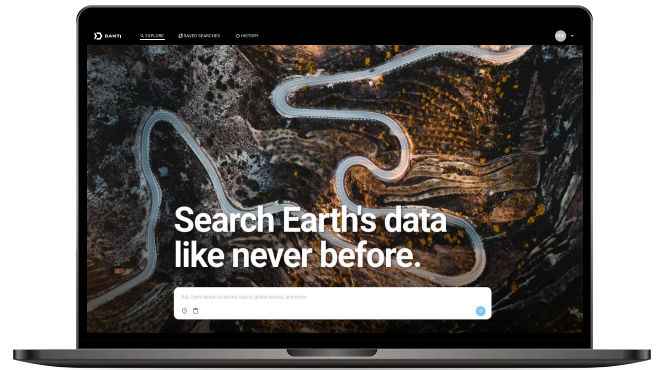 DANTI
EXPLORE
SAVED SEARCHES
HISTORY
Search Earth's data
like never before.
Ask Danti about locations, topics, global events, and more